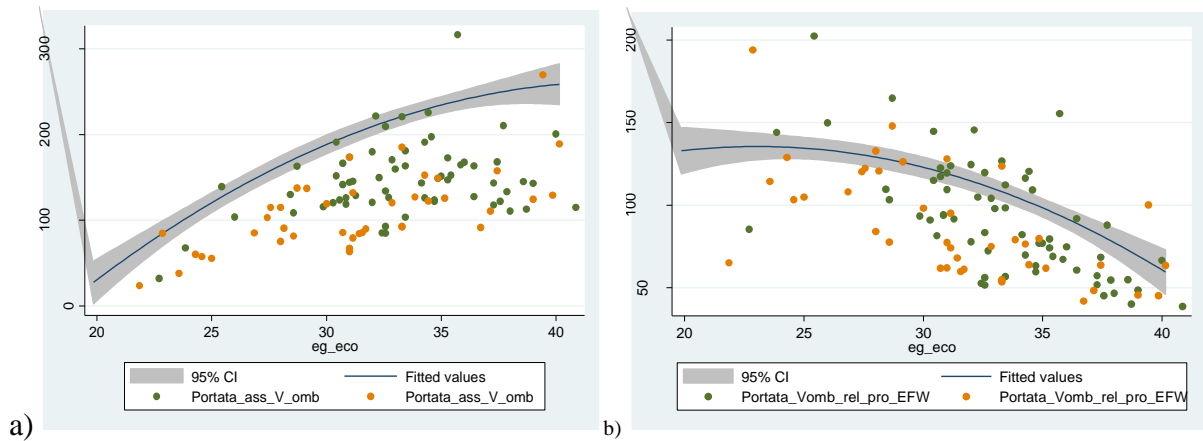 300
200
100
0
20 25 30 35 40
eg_eco
95% CI Fitted values
Portata_ass_V_omb Portata_ass_V_omb
a)
200
150
100
50
20 25 30 35 40
eg_eco
95% CI Fitted values
Portata_Vomb_rel_pro_EFW Portata_Vomb_rel_pro_EFW
b)